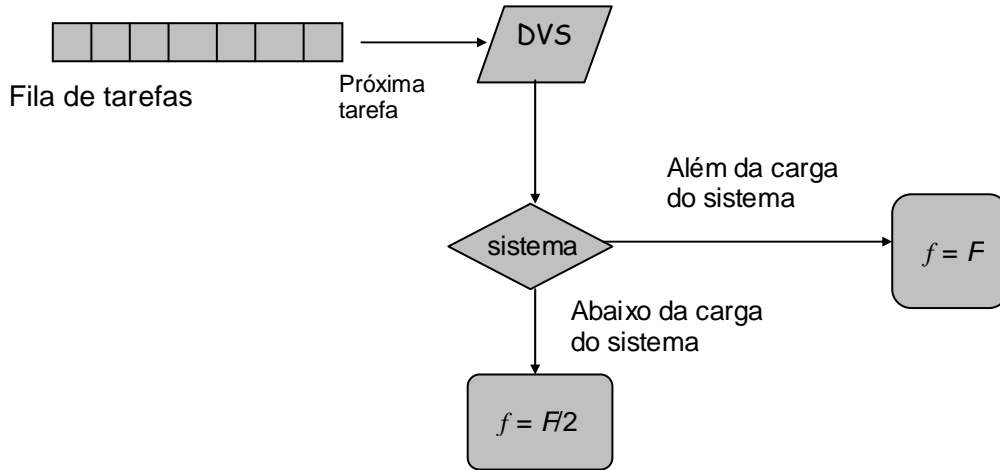 DVS
Fila de tarefas
Próxima
tarefa
Além da carga
do sistema
sistema
f = F
Abaixo da carga
do sistema
f = F/2